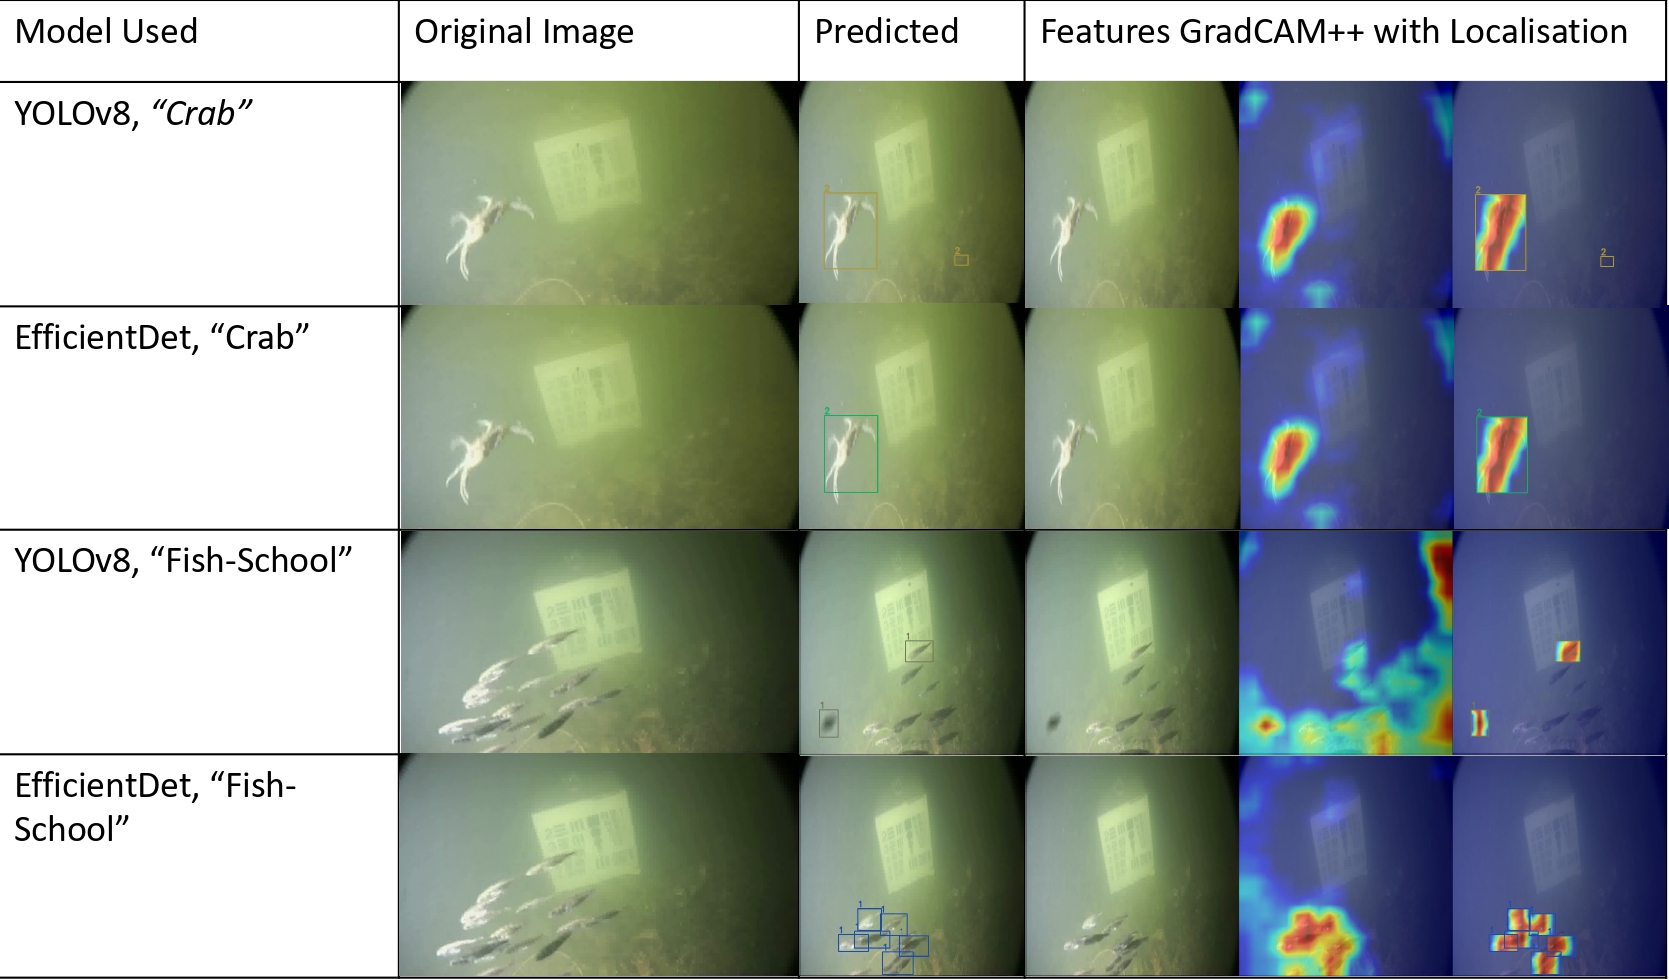 Model Used
Original Image
Predicted
Features GradCAM++ with Localisation
YOLOv8, “Crab”
2
2
2
2
EfficientDet, “Crab”
2
2
YOLOv8, “Fish-School”
1
1
EfficientDet, “Fish-
School”
1
1
1
1
1